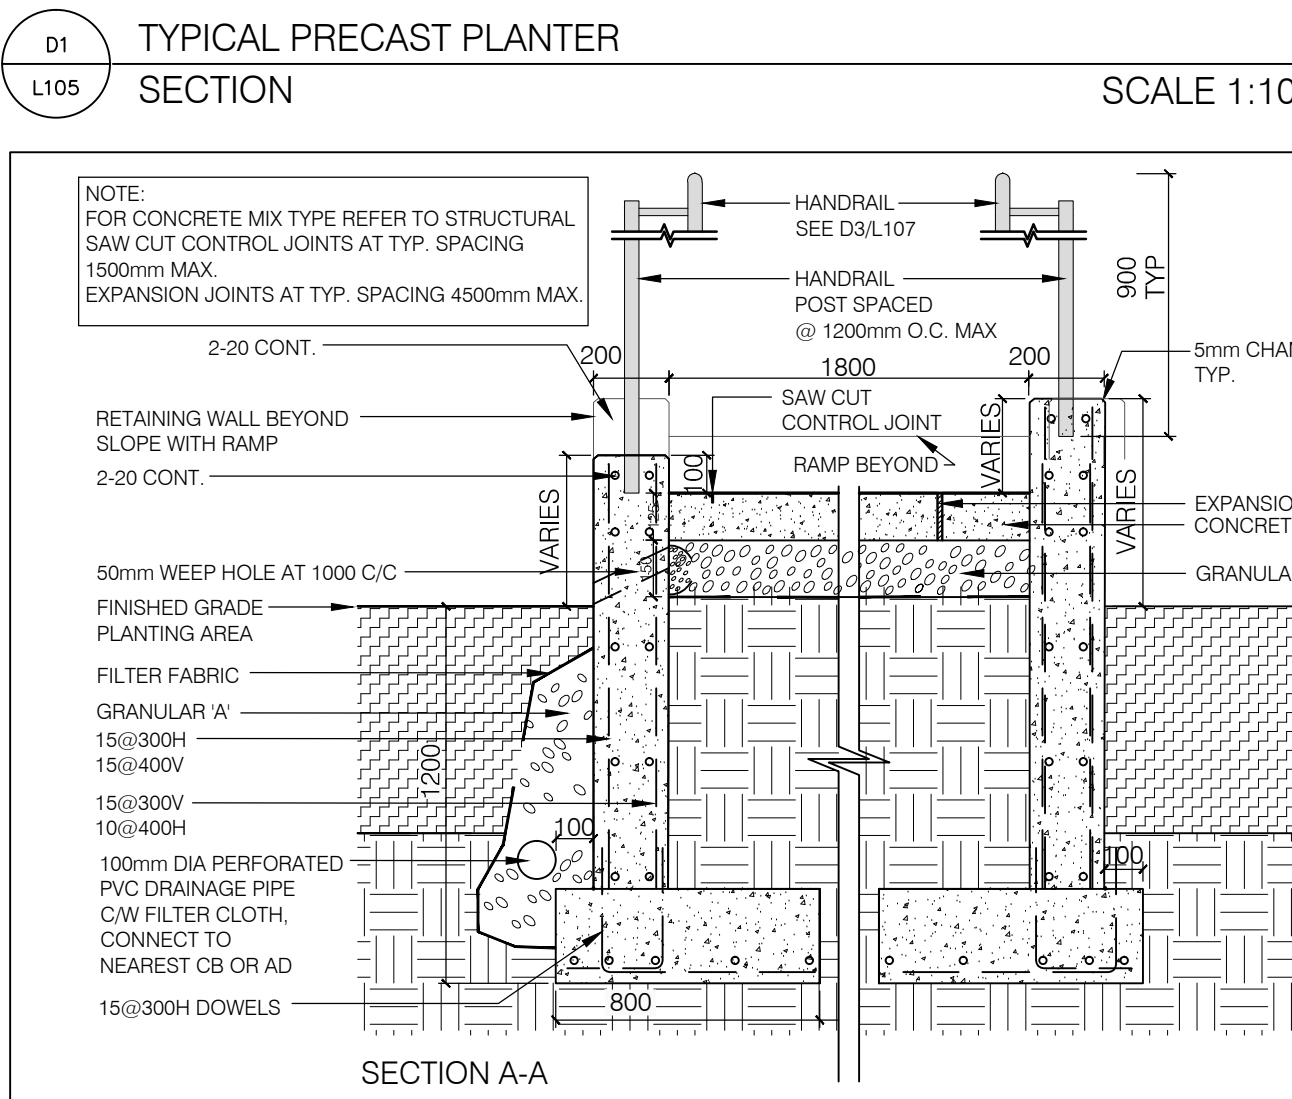 D1
L105
TYPICAL PRECAST PLANTER
SECTION
SCALE 1:10
NOTE:
FOR CONCRETE MIX TYPE REFER TO STRUCTURAL
SAW CUT CONTROL JOINTS AT TYP. SPACING
1500mm MAX.
EXPANSION JOINTS AT TYP. SPACING 4500mm MAX.
HANDRAIL
SEE D3/L107
HANDRAIL
POST SPACED
@ 1200mm O.C. MAX
900
TYP
2-20 CONT.
200
1800
200
5mm CHA
TYP.
RETAINING WALL BEYOND
SLOPE WITH RAMP
SAW CUT
CONTROL JOINT
RAMP BEYOND
VARIES
2-20 CONT.
100
VARIES
VARIES
125
150
EXPANSIO
CONCRET
GRANULA
50mm WEEP HOLE AT 1000 C/C
FINISHED GRADE
PLANTING AREA
FILTER FABRIC
GRANULAR 'A'
15@300H
15@400V
1200
15@300V
10@400H
100
100
100mm DIA PERFORATED
PVC DRAINAGE PIPE
C/W FILTER CLOTH,
CONNECT TO
NEAREST CB OR AD
15@300H DOWELS
800
SECTION A-A